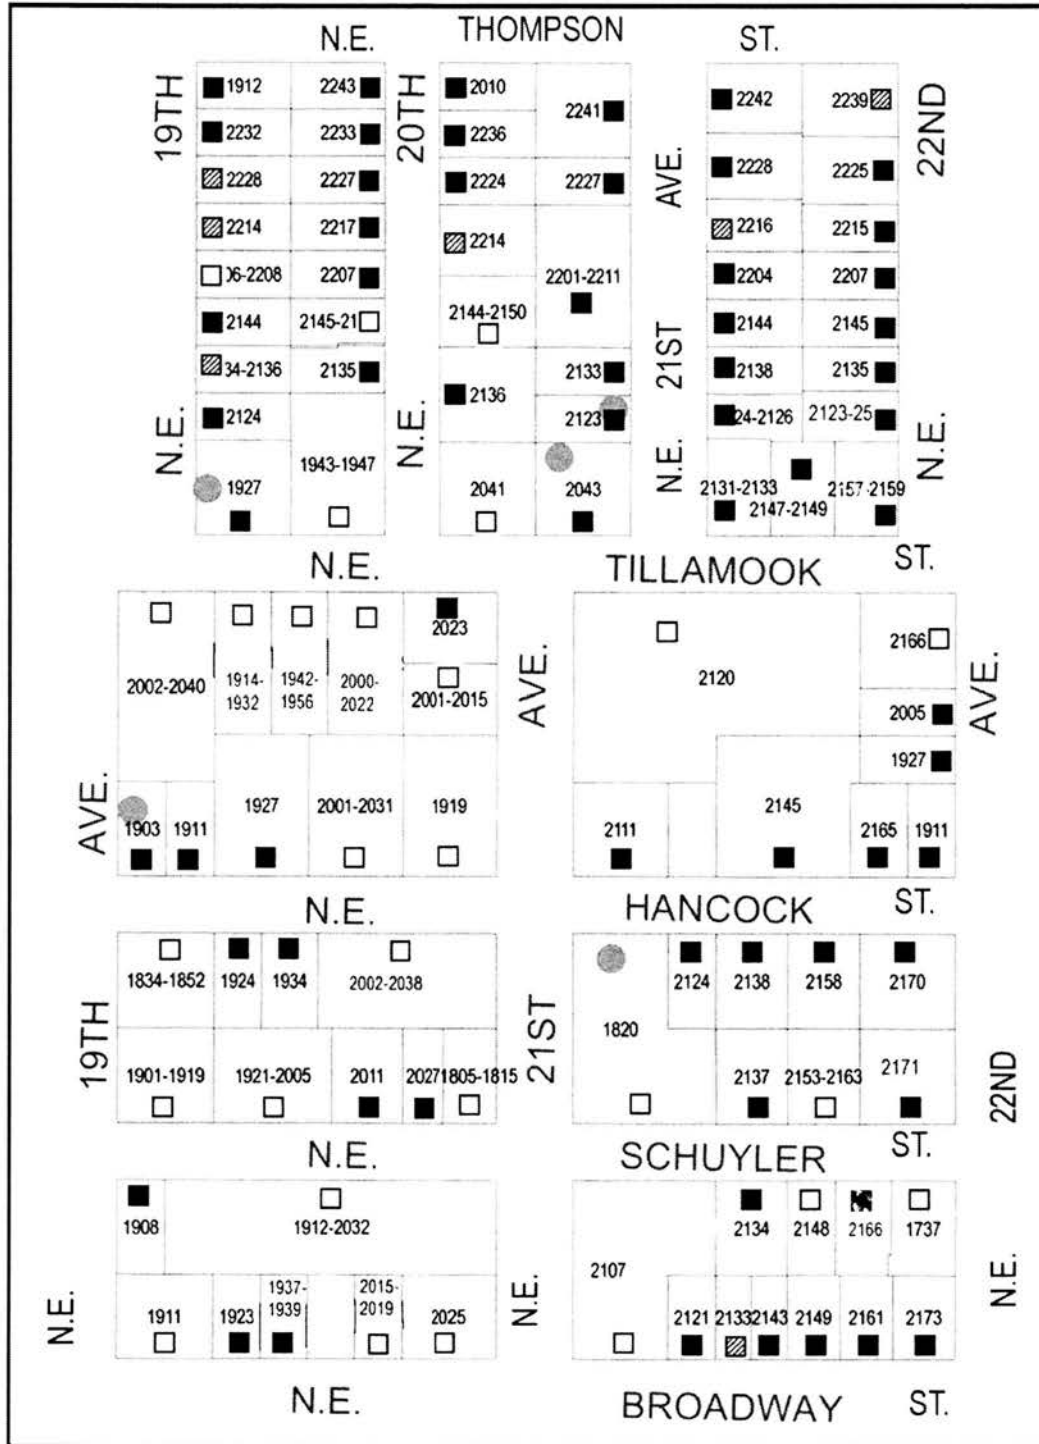 N.E. THOMPSON ST.
19TH 20TH 22ND
1912 2243 2010 2241 2242 2239
2232 2233 2236
AVE.
2228 2227 2224 2227 2228 2225
2214 2217 2214 2216 2215
)6-2208 2207 2201-2211 2204 2207
2144 2145-21 2144-2150 2144 2145
21ST
34-2136 2135 2136 2133 2138 2135
2124 2123 24-2126 2123-25
N.E. N.E. N.E. N.E.
1927 1943-1947 2041 2043 2131-2133 2147-2149 2157-2159
N.E. TILLAMOOK ST.
2023 2166
2002-2040 1914-1932 1942-1956 2000-2022 2001-2015 2120 2005
AVE. AVE. AVE.
1927
1903 1911 1927 2001-2031 1919 2111 2145 2165 1911
N.E. HANCOCK ST.
1834-1852 1924 1934 2002-2038 2124 2138 2158 2170
19TH 21ST 1820 22ND
1901-1919 1921-2005 2011 2027 1805-1815 2137 2153-2163 2171
N.E. SCHUYLER ST.
1908 1912-2032 2134 2148 2166 1737
2107
N.E. N.E. N.E.
1911 1923 1937-1939 2015-2019 2025 2121 2133 2143 2149 2161 2173
N.E. BROADWAY ST.